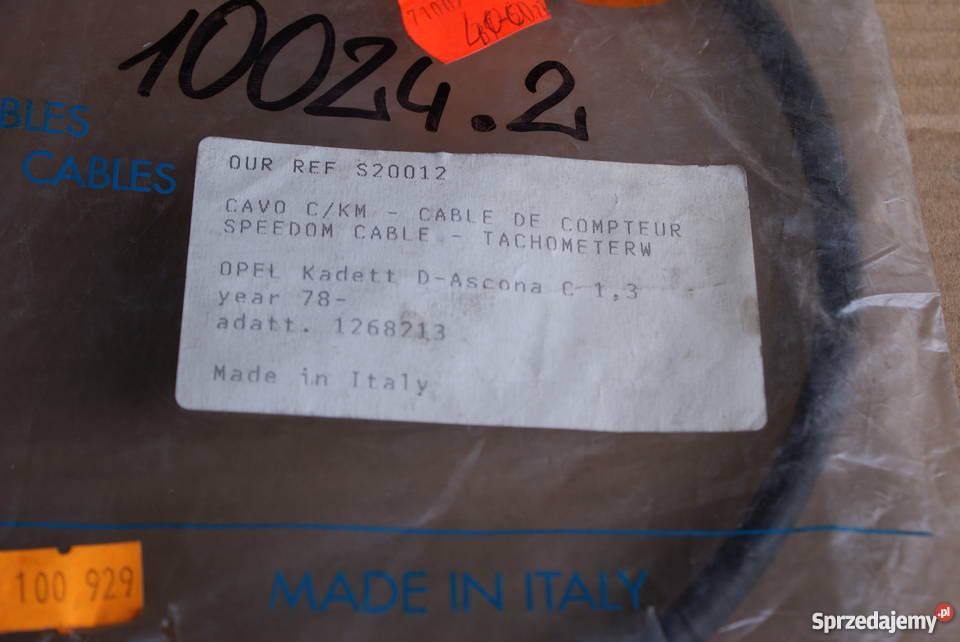 10024.2
BLES
CABLES
OUR REF S20012
CAVO C/KM - CABLE DE COMPTEUR
SPEEDOM CABLE - TACHOMETERW
OPEL Kadett D-Ascona C 1,3
year 78-
adatt. 1268213
Made in Italy
100 929
MADE IN ITALY
Sprzedajemy.pl